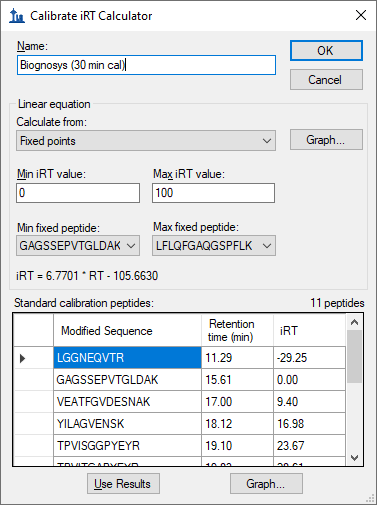 Calibrate iRT Calculator
Name:
Biognosys (30 min cal)
OK
Cancel
Linear equation
Calculate from:
Fixed points
Graph...
Min iRT value: Max iRT value:
0 100
Min fixed peptide: Max fixed peptide:
GAGSSEPVTGLDAK LFLQFGAQGSPFLK
iRT = 6.7701 * RT - 105.6630
Standard calibration peptides: 11 peptides
Modified Sequence Retention time (min) iRT
LGGNEQVTR 11.29 -29.25
GAGSSEPVTGLDAK 15.61 0.00
VEATFGVDESNAK 17.00 9.40
YILAGVENSK 18.12 16.98
TPVISGGPYEYR 19.10 23.67
Use Results Graph...